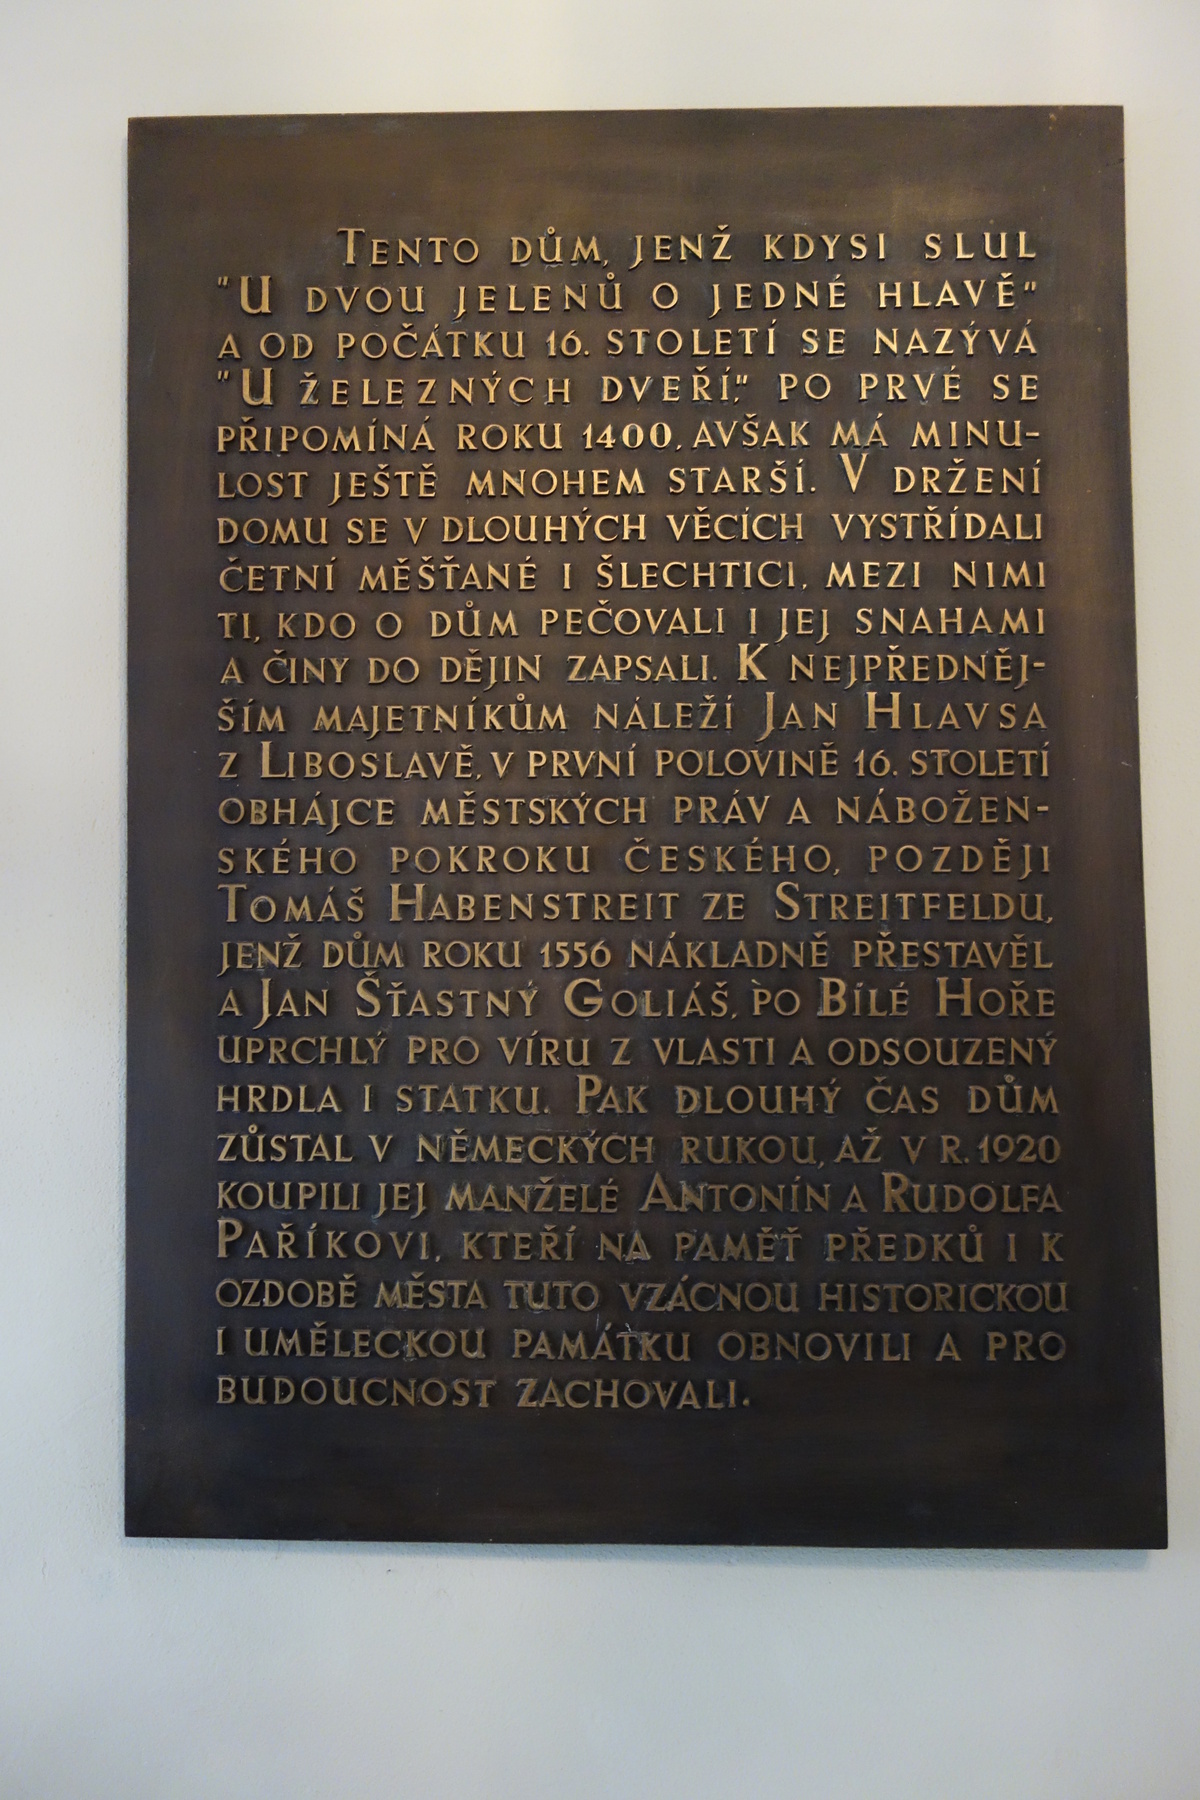 TENTO DŮM, JENŽ KDYSI SLUL
"U DVOU JELENŮ O JEDNÉ HLAVĚ"
A OD POČÁTKU 16. STOLETÍ SE NAZÝVÁ
"U ŽELEZNÝCH DVEŘÍ," PO PRVÉ SE
PŘIPOMÍNÁ ROKU 1400, AVŠAK MÁ MINU-
LOST JEŠTĚ MNOHEM STARŠÍ. V DRŽENÍ
DOMU SE V DLOUHÝCH VĚCÍCH VYSTŘÍDALI
ČETNÍ MĚŠŤANÉ I ŠLECHTICI, MEZI NIMI
TI, KDO O DŮM PEČOVALI I JEJ SNAHAMI
A ČINY DO DĚJIN ZAPSALI. K NEJPŘEDNĚJ-
ŠÍM MAJETNÍKŮM NÁLEŽÍ JAN HLAVSA
Z LIBOSLAVĚ, V PRVNÍ POLOVINĚ 16. STOLETÍ
OBHÁJCE MĚSTSKÝCH PRÁV A NÁBOŽEN-
SKÉHO POKROKU ČESKÉHO, POZDĚJI
TOMÁŠ HABENSTREIT ZE STREITFELDU,
JENŽ DŮM ROKU 1556 NÁKLADNĚ PŘESTAVĚL
A JAN ŠŤASTNÝ GOLIÁŠ, PO BÍLÉ HOŘE
UPRCHLÝ PRO VÍRU Z VLASTI A ODSOUZENÝ
HRDLA I STATKU. PAK DLOUHÝ ČAS DŮM
ZŮSTAL V NĚMECKÝCH RUKOU, AŽ V R. 1920
KOUPILI JEJ MANŽELÉ ANTONÍN A RUDOLFA
PAŘÍKOVI, KTEŘÍ NA PAMĚŤ PŘEDKŮ I K
OZDOBĚ MĚSTA TUTO VZÁCNOU HISTORICKOU
I UMĚLECKOU PAMÁTKU OBNOVILI A PRO
BUDOUCNOST ZACHOVALI.